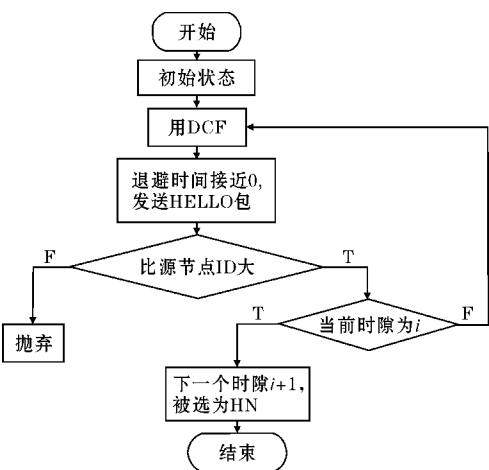 开始
初始状态
用DCF
退避时间接近0,
发送HELLO包
F
比源节点ID大
T
抛弃
T
当前时隙为i
F
下一个时隙i+1,
被选为HN
结束